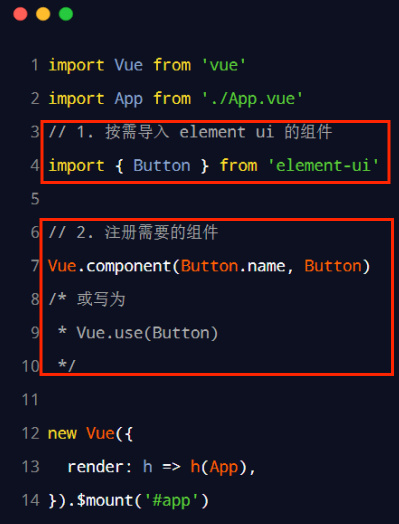 1 import Vue from 'vue'
2 import App from './App.vue'
3 // 1. 按需导入 element ui 的组件
4 import { Button } from 'element-ui'
5
6 // 2. 注册需要的组件
7 Vue.component(Button.name, Button)
8 /* 或写为
9  * Vue.use(Button)
10  */
11
12 new Vue({
13   render: h => h(App),
14 }).$mount('#app')